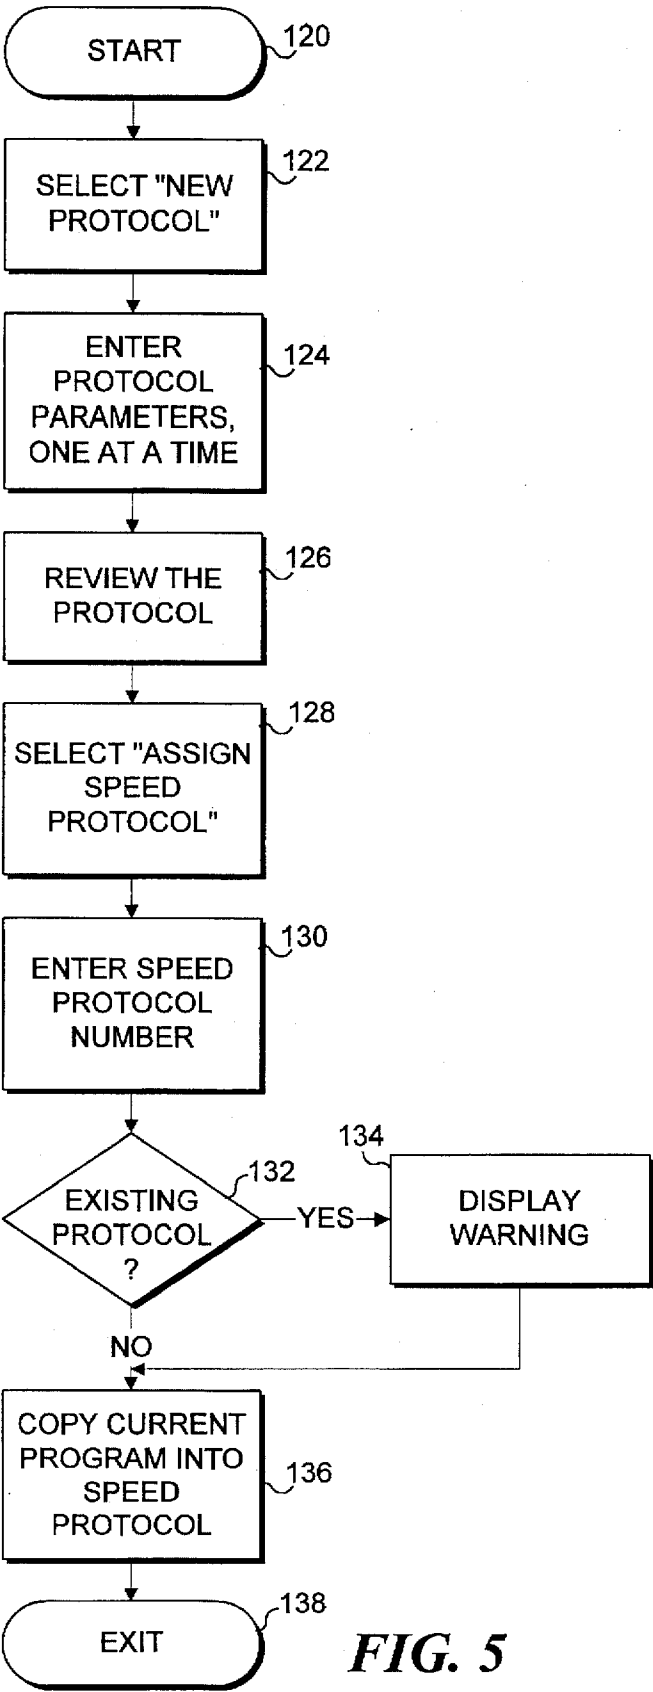 START
120
SELECT "NEW
PROTOCOL"
122
ENTER
PROTOCOL
PARAMETERS,
ONE AT A TIME
124
REVIEW THE
PROTOCOL
126
SELECT "ASSIGN
SPEED
PROTOCOL"
128
ENTER SPEED
PROTOCOL
NUMBER
130
EXISTING
PROTOCOL
?
132
YES
134
DISPLAY
WARNING
NO
COPY CURRENT
PROGRAM INTO
SPEED
PROTOCOL
136
EXIT
138
FIG. 5